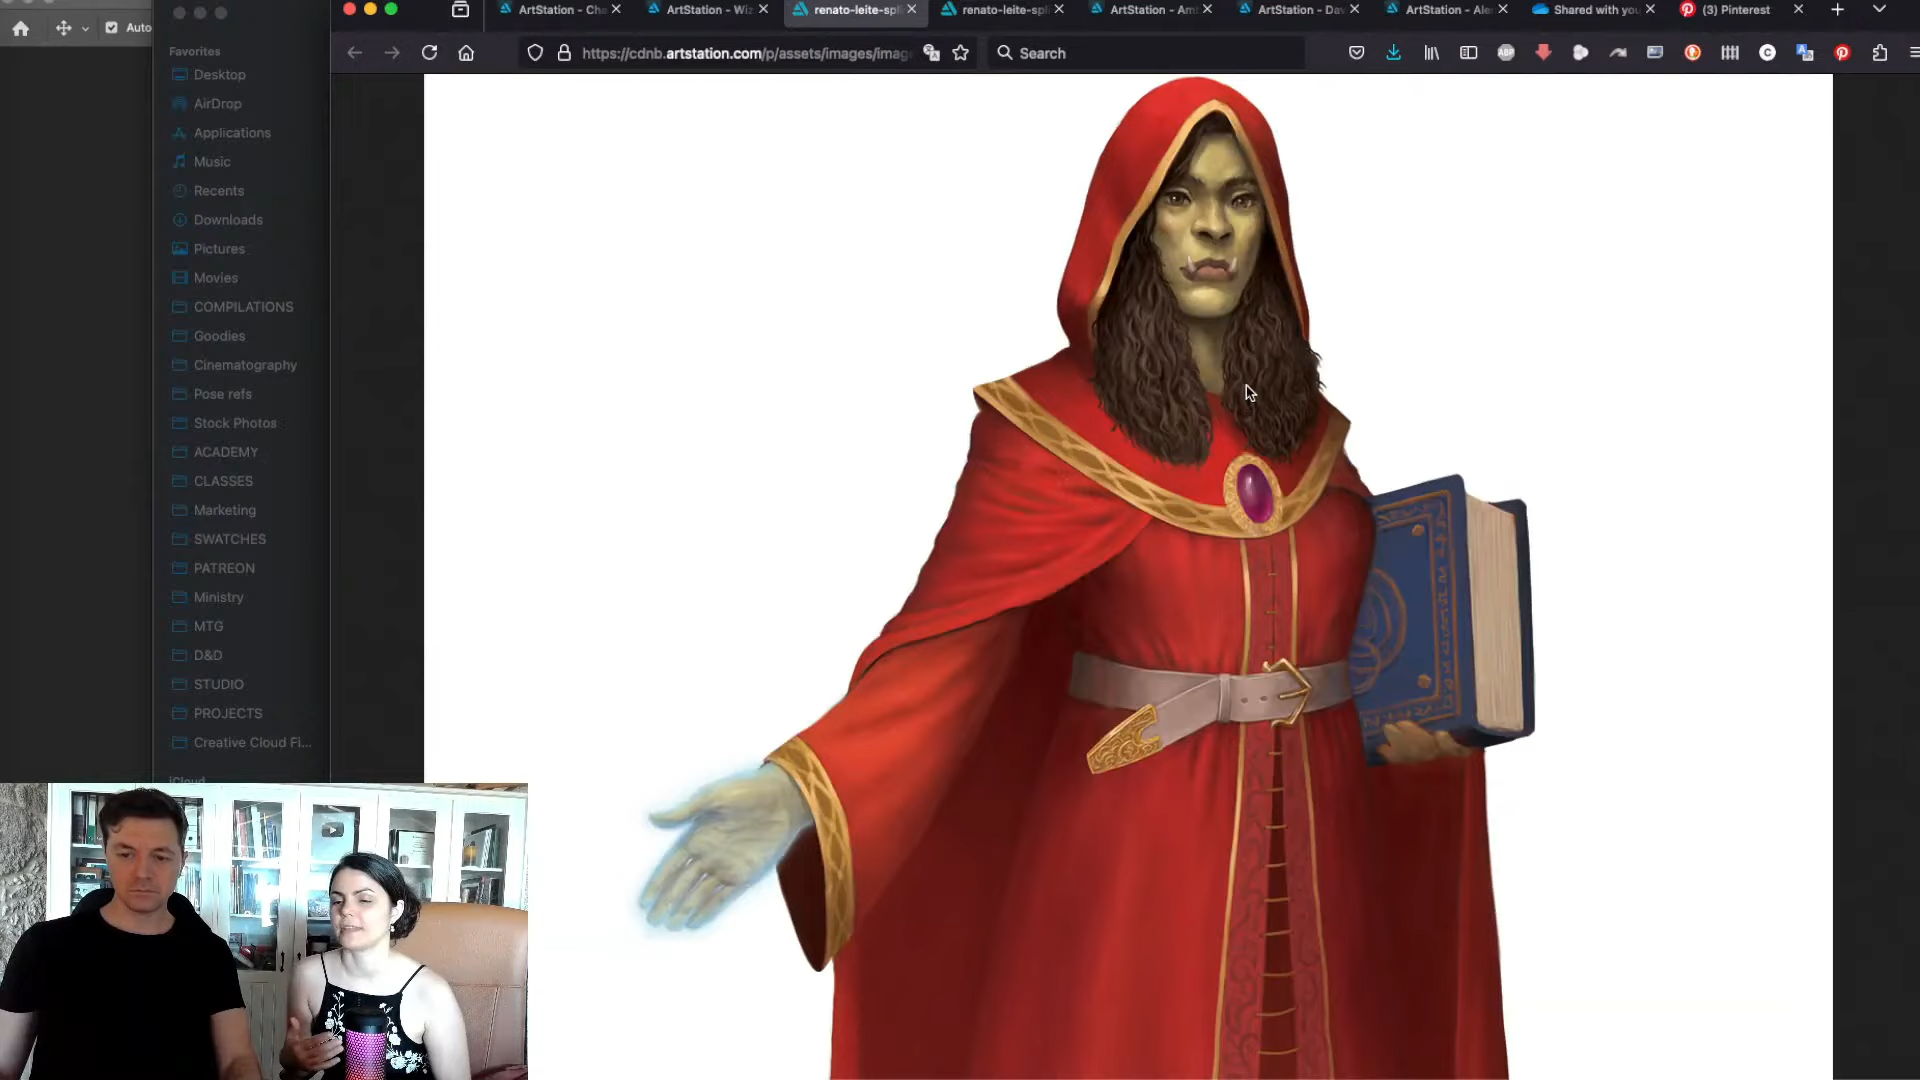 ArtStation - Cha
ArtStation - Wiz
renato-leite-spl
renato-leite-spl
ArtStation - Am
ArtStation - Dav
ArtStation - Ale
Shared with you
(3) Pinterest
Auto
https://cdnb.artstation.com/p/assets/images/imag
Search
Favorites
Desktop
AirDrop
Applications
Music
Recents
Downloads
Pictures
Movies
COMPILATIONS
Goodies
Cinematography
Pose refs
Stock Photos
ACADEMY
CLASSES
Marketing
SWATCHES
PATREON
Ministry
MTG
D&D
STUDIO
PROJECTS
Creative Cloud Fi...
iCloud